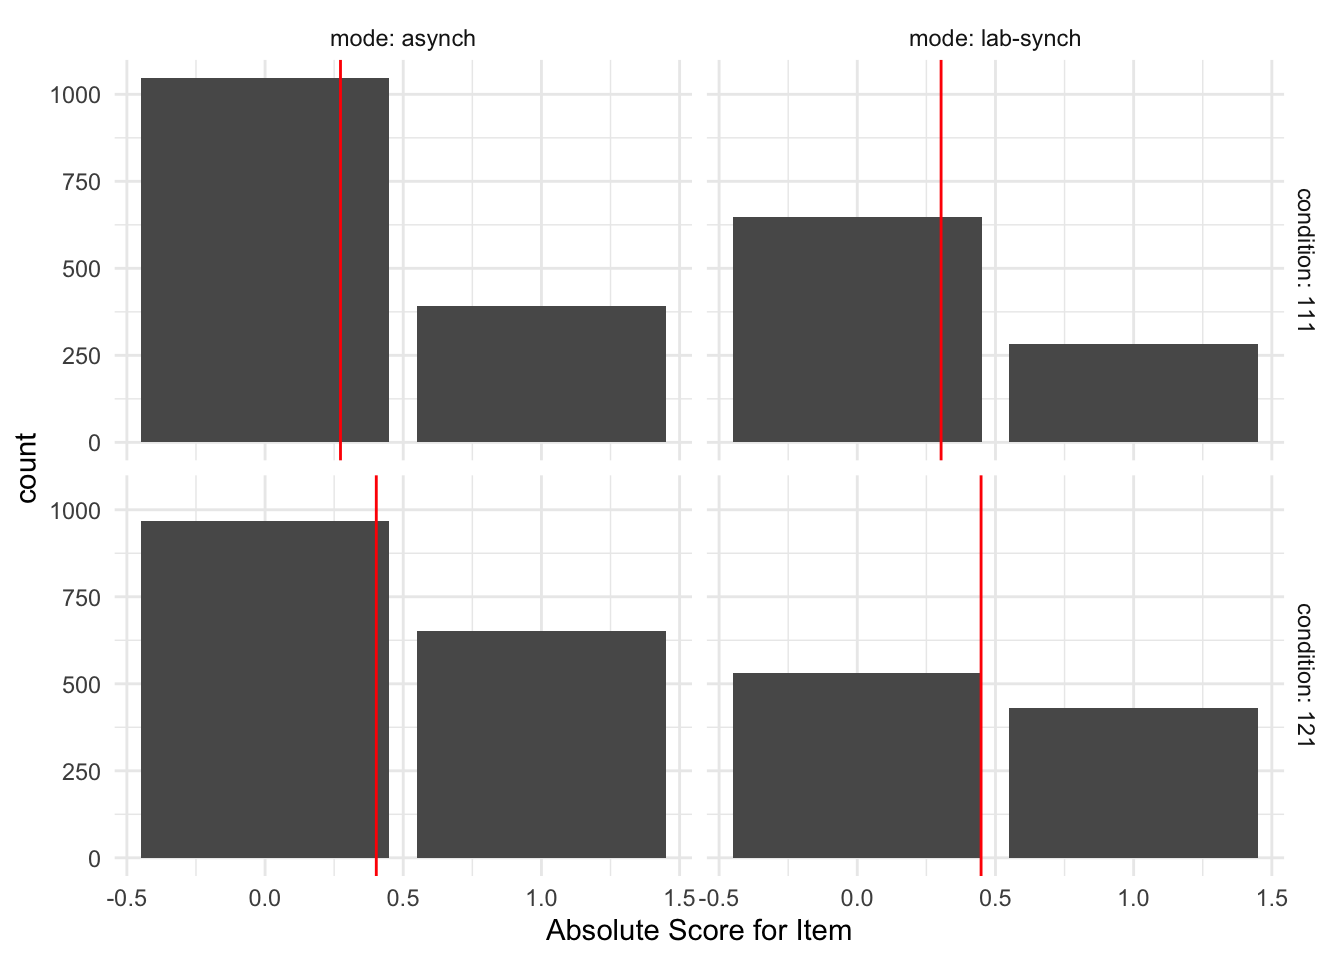 mode: asynch
mode: lab-synch
1000
750
500
250
0
condition: 111
count
1000
750
500
250
0
condition: 121
-0.5 0.0 0.5 1.0 1.5
-0.5 0.0 0.5 1.0 1.5
Absolute Score for Item